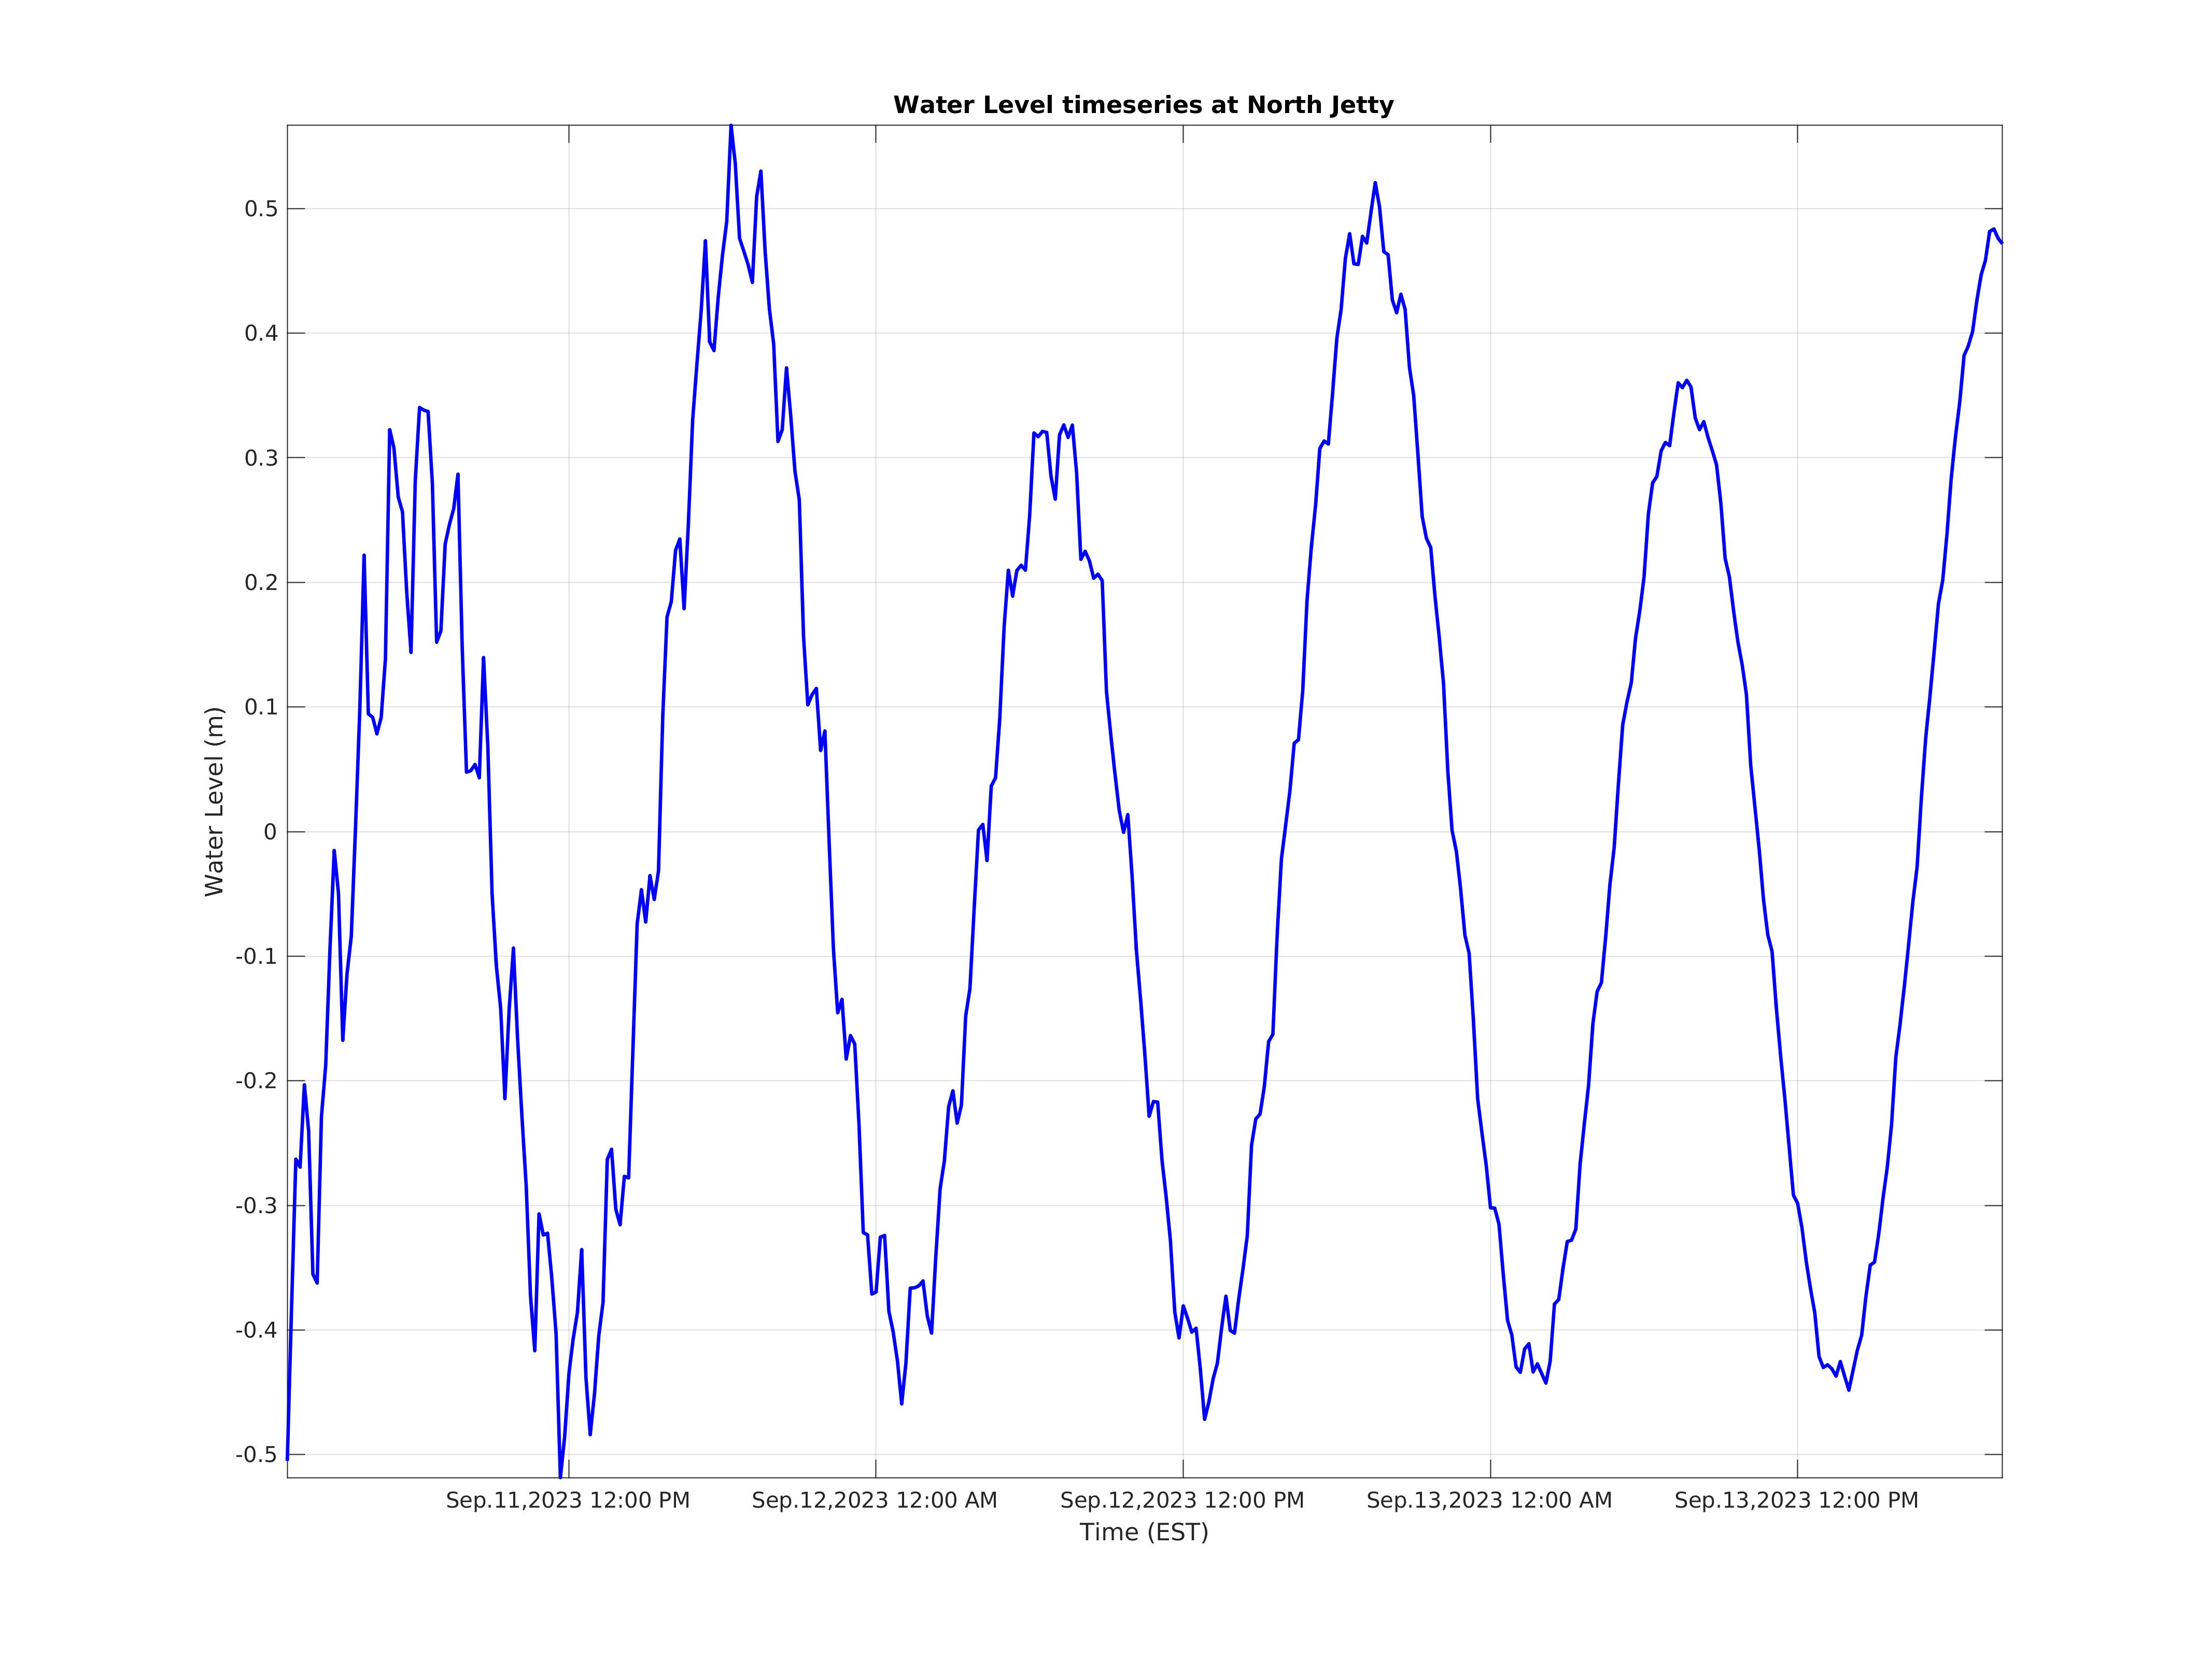 Water Level timeseries at North Jetty
0.5
0.4
0.3
0.2
0.1
0
-0.1
-0.2
-0.3
-0.4
-0.5
Water Level (m)
Sep.11,2023 12:00 PM Sep.12,2023 12:00 AM Sep.12,2023 12:00 PM Sep.13,2023 12:00 AM Sep.13,2023 12:00 PM
Time (EST)